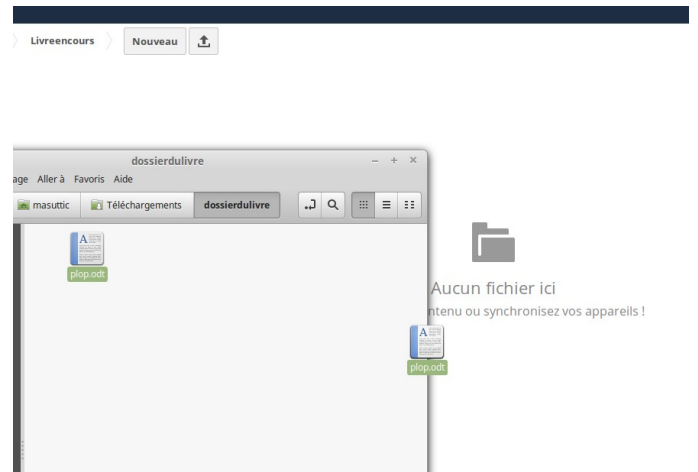 Livreencours Nouveau
dossierdulivre
age Aller à Favoris Aide
masuttic Téléchargements dossierdulivre
plop.odt
Aucun fichier ici
ntenu ou synchronisez vos appareils !
plop.odt